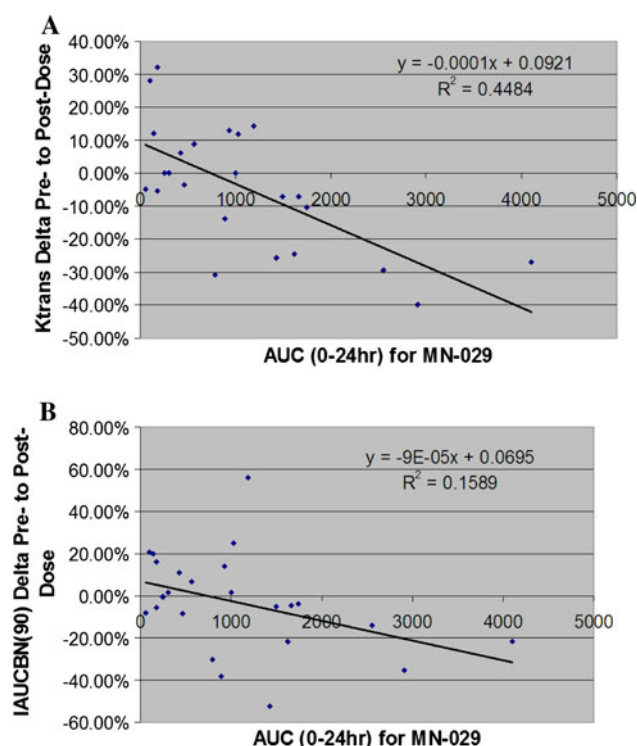 A
40.00%
30.00%
20.00%
10.00%
0.00%
-10.00%
-20.00%
-30.00%
-40.00%
-50.00%
Ktrans Delta Pre- to Post-Dose
y = -0.0001x + 0.0921
R² = 0.4484
0 1000 2000 3000 4000 5000
AUC (0-24hr) for MN-029
B
80.00%
60.00%
40.00%
20.00%
0.00%
-20.00%
-40.00%
-60.00%
IAUCBN(90) Delta Pre- to Post-
Dose
y = -9E-05x + 0.0695
R² = 0.1589
0 1000 2000 3000 4000 5000
AUC (0-24hr) for MN-029